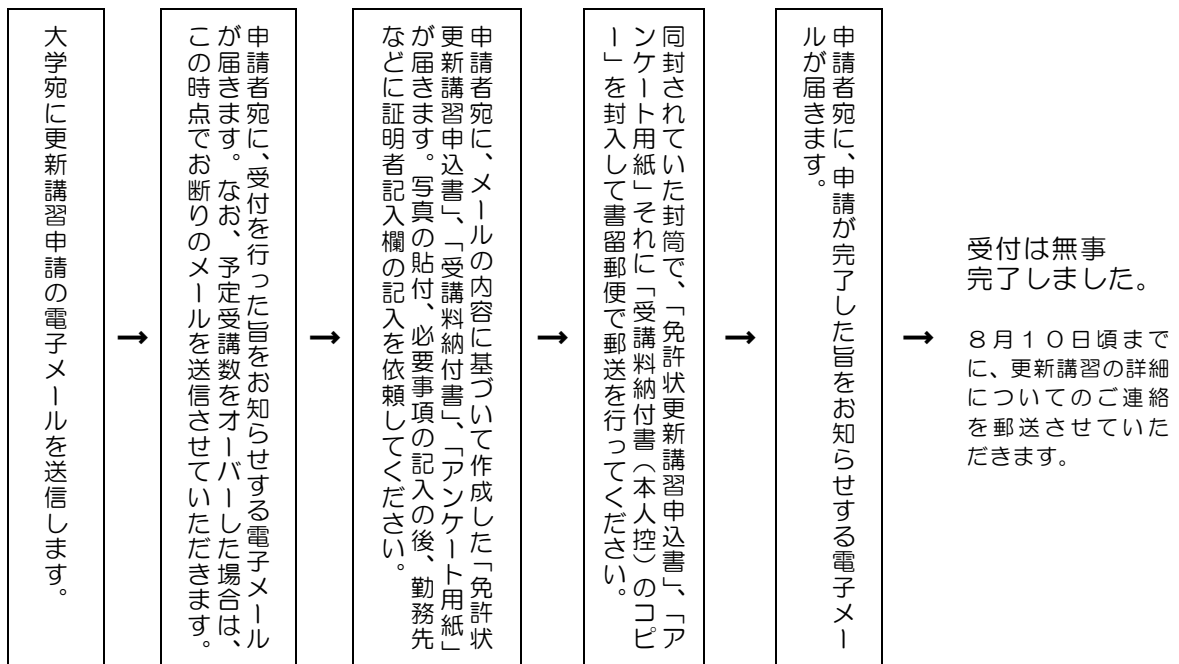 大学宛に更新講習申請の電子メールを送信します。
→
申請者宛に、受付を行った旨をお知らせする電子メール
が届きます。なお、予定受講数をオーバーした場合は、
この時点でお断りのメールを送信させていただきます。
→
申請者宛に、メールの内容に基づいて作成した「免許状
更新講習申込書」、「受講料納付書」、「アンケート用紙」
が届きます。写真の貼付、必要事項の記入の後、勤務先
などに証明者記入欄の記入を依頼してください。
→
同封されていた封筒で、「免許状更新講習申込書」、「ア
ンケート用紙」それに「受講料納付書(本人控)のコピ
ー」を封入して書留郵便で郵送を行ってください。
→
申請者宛に、申請が完了した旨をお知らせする電子メー
ルが届きます。
→
受付は無事
完了しました。
8月10日頃まで
に、更新講習の詳細
についてのご連絡
を郵送させていた
だきます。